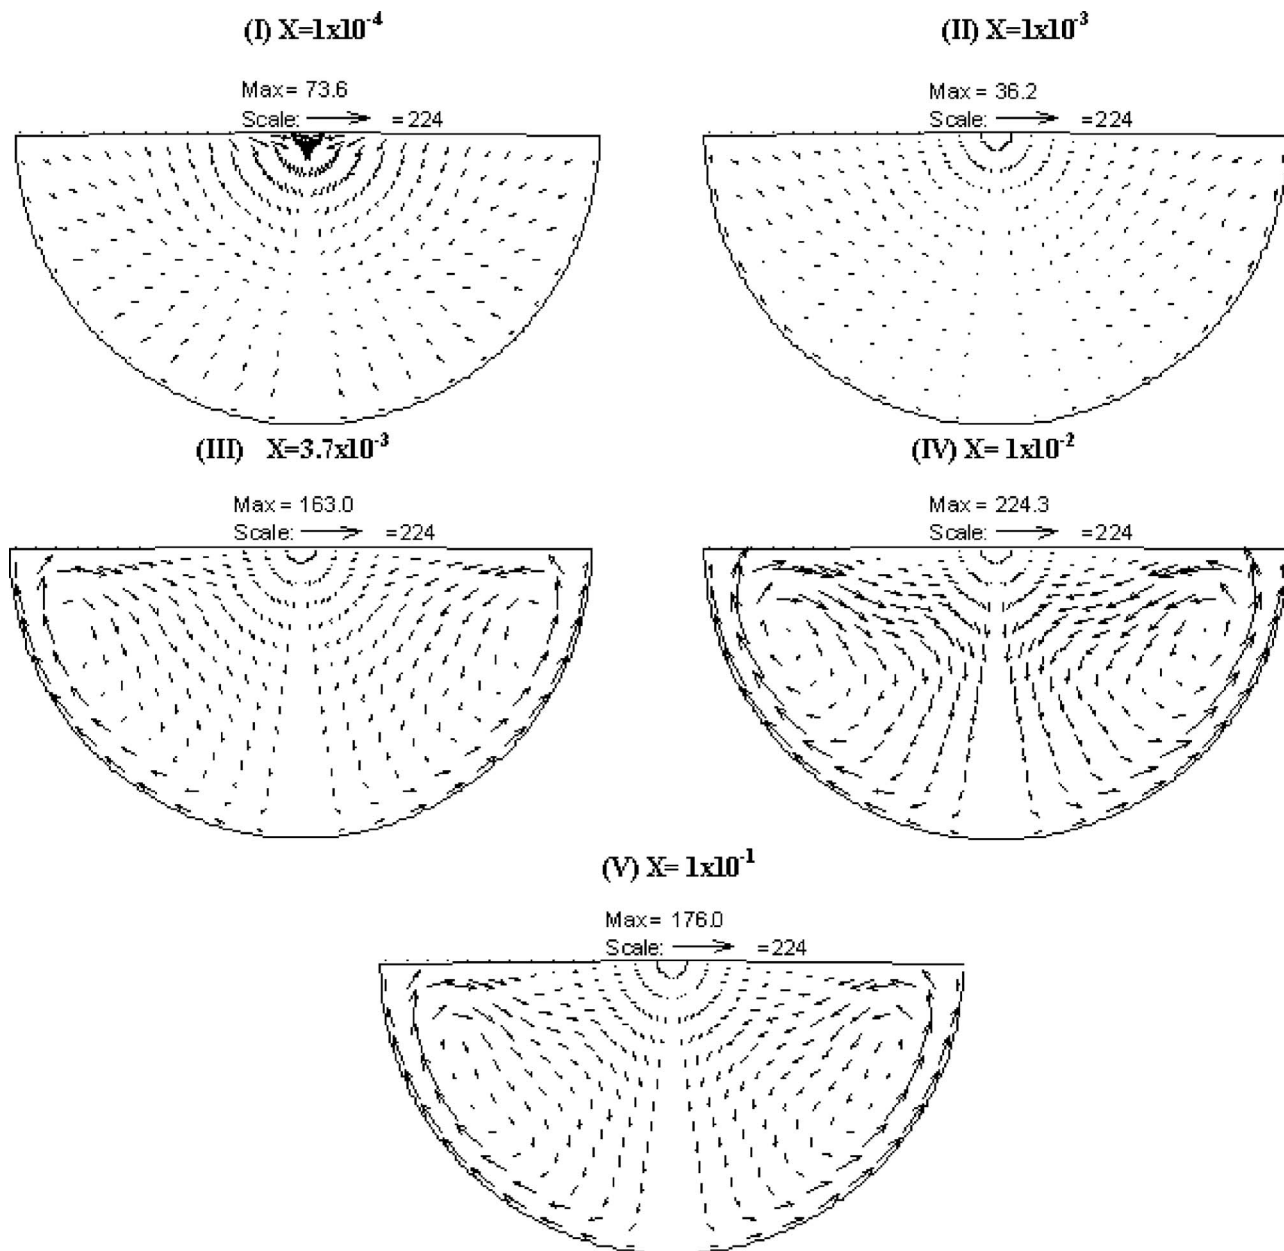 (I) X=1x10⁻⁴
(II) X=1x10⁻³
Max = 73.6
Scale: =224
Max = 36.2
Scale: =224
(III) X=3.7x10⁻³
(IV) X= 1x10⁻²
Max = 163.0
Scale: =224
Max = 224.3
Scale: =224
(V) X= 1x10⁻¹
Max= 176.0
Scale: =224